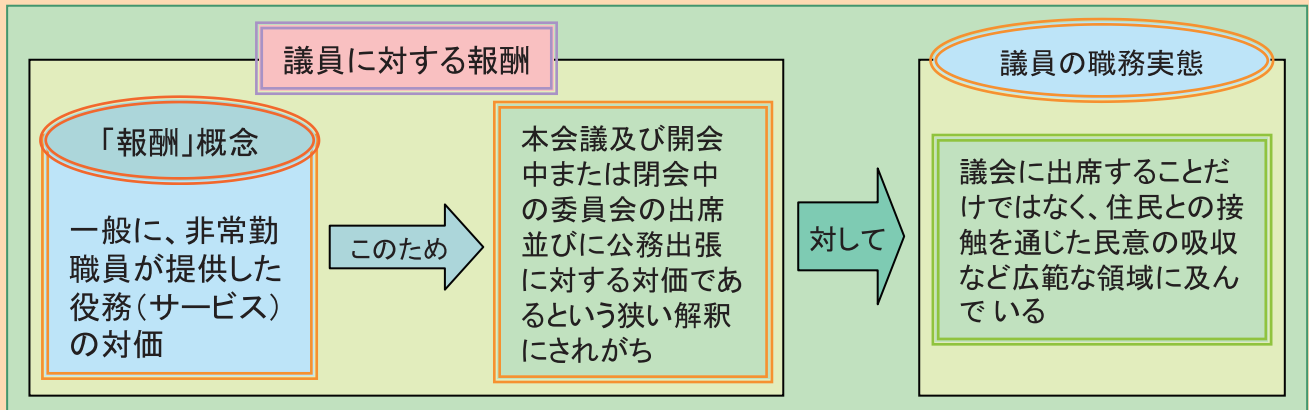 議員に対する報酬
「報酬」概念
一般に、非常勤
職員が提供した
役務（サービス）
の対価
このため
本会議及び開会
中または閉会中
の委員会の出席
並びに公務出張
に対する対価であ
るという狭い解釈
にされがち
対して
議員の職務実態
議会に出席することだ
けではなく、住民との接
触を通じた民意の吸収
など広範な領域に及ん
で いる